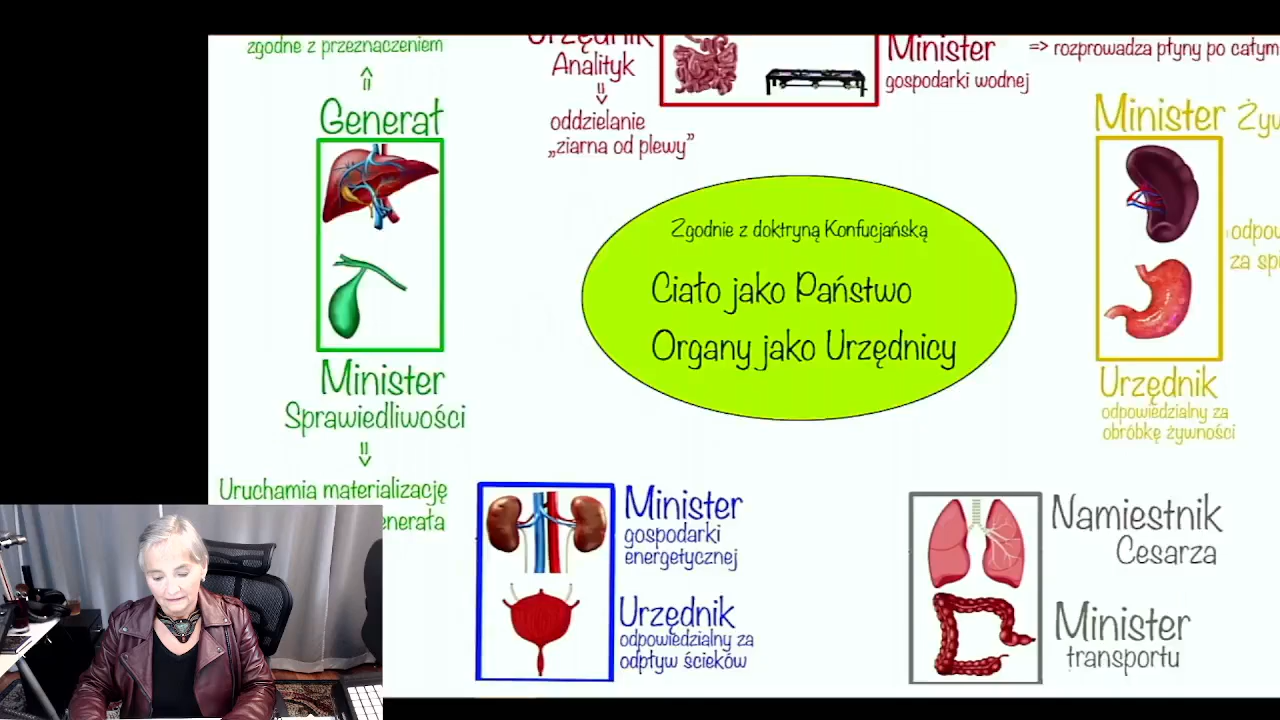 zgodne z przeznaczeniem
Generał
Minister
Sprawiedliwości
Uruchamia materializację
Urzędnik
Analityk
oddzielanie
„ziarna od plewy”
Minister
gospodarki wodnej
=> rozprowadza płyny po całym
Zgodnie z doktryną Konfucjańską
Ciało jako Państwo
Organy jako Urzędnicy
Minister
Urzędnik
odpowiedzialny za
obróbkę żywności
Minister
gospodarki
energetycznej
Urzędnik
odpowiedzialny za
odpływ ścieków
Namiestnik
Cesarza
Minister
transportu